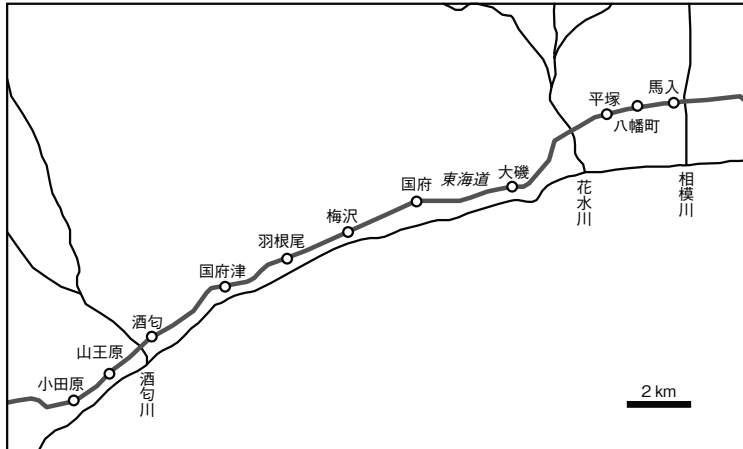 馬入
平塚
八幡町
大磯
東海道
国府
花水川
相模川
梅沢
羽根尾
国府津
酒匂
山王原
小田原
酒匂川
2 km